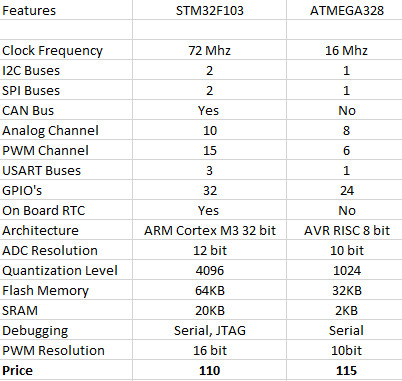 Features STM32F103 ATMEGA328
Clock Frequency 72 Mhz 16 Mhz
I2C Buses 2 1
SPI Buses 2 1
CAN Bus Yes No
Analog Channel 10 8
PWM Channel 15 6
USART Buses 3 1
GPIO's 32 24
On Board RTC Yes No
Architecture ARM Cortex M3 32 bit AVR RISC 8 bit
ADC Resolution 12 bit 10 bit
Quantization Level 4096 1024
Flash Memory 64KB 32KB
SRAM 20KB 2KB
Debugging Serial, JTAG Serial
PWM Resolution 16 bit 10bit
Price 110 115